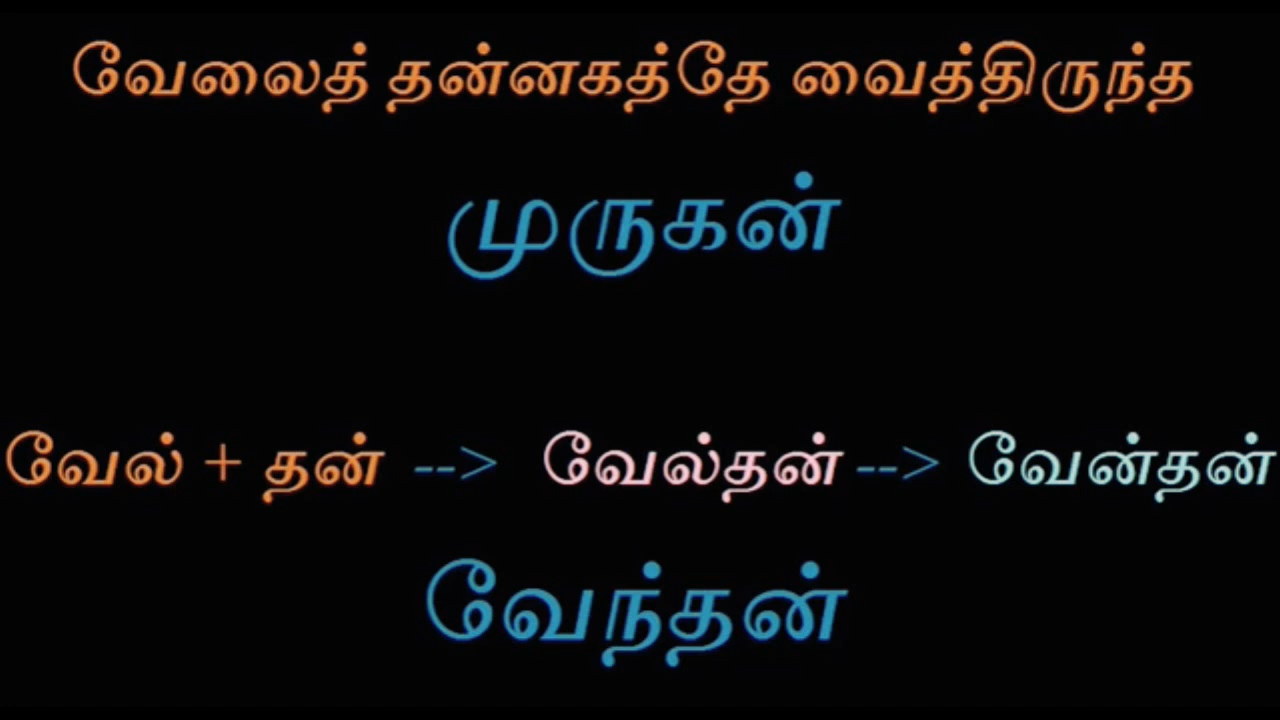 வேலைத் தன்னகத்தே வைத்திருந்த
முருகன்
வேல் + தன் --> வேல்தன் --> வேன்தன்
வேந்தன்